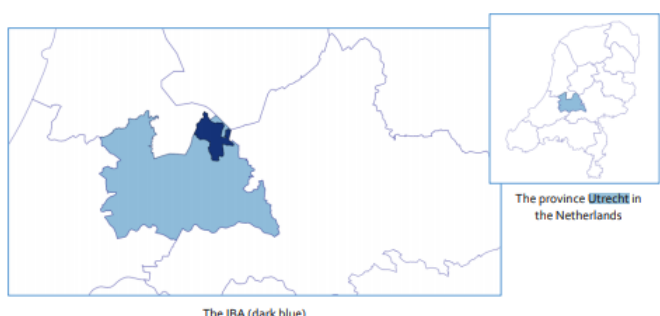 The province Utrecht in
the Netherlands
The IBA (dark blue)